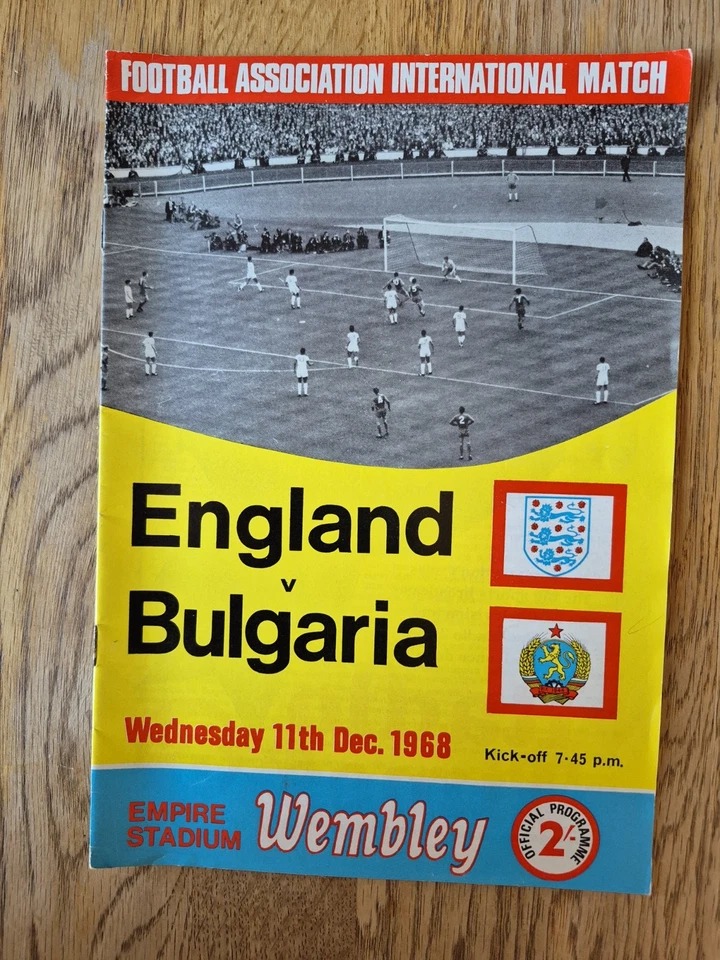 FOOTBALL ASSOCIATION INTERNATIONAL MATCH
England
v
Bulgaria
Wednesday 11th Dec. 1968
Kick-off 7·45 p.m.
EMPIRE
STADIUM
Wembley
OFFICIAL PROGRAMME
2/-